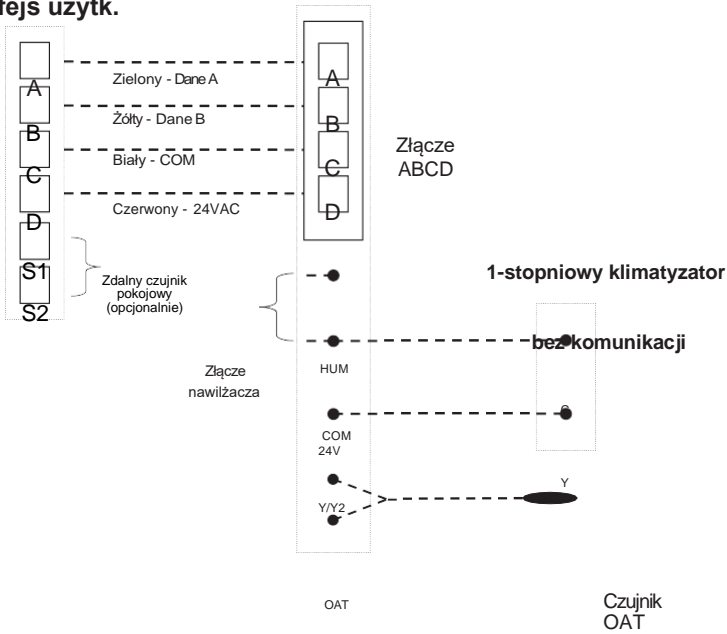 fejs użytk.
A
B
C
D
S1
S2
Zielony - Dane A
Żółty - Dane B
Biały - COM
Czerwony - 24VAC
Zdalny czujnik
pokojowy
(opcjonalnie)
A
B
C
D
Złącze
ABCD
1-stopniowy klimatyzator
bez komunikacji
Złącze
nawilżacza
HUM
COM
24V
Y/Y2
C
Y
OAT
Czujnik
OAT